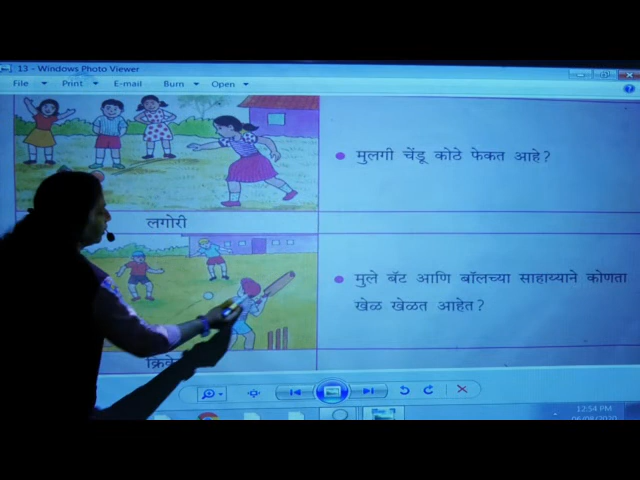 13 - Windows Photo Viewer
File Print E-mail Burn Open
मुलगी चेंडू कोठे फेकत आहे?
लगोरी
मुले बॅट आणि बॉलच्या साहाय्याने कोणता
खेळ खेळत आहेत?
12:54 PM